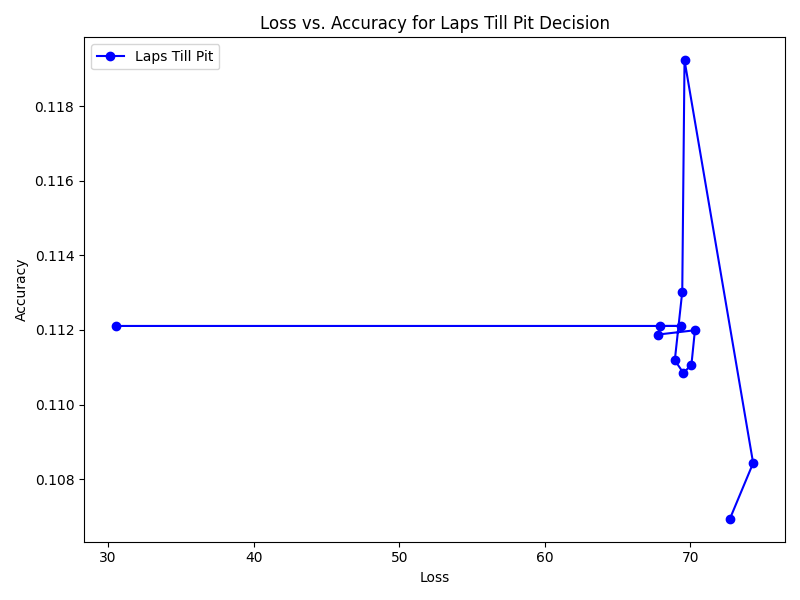 Loss vs. Accuracy for Laps Till Pit Decision
Laps Till Pit
0.118
0.116
0.114
0.112
0.110
0.108
Accuracy
30
40
50
60
70
Loss